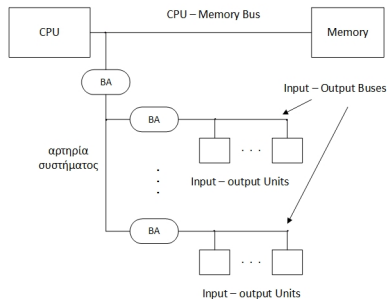 CPU – Memory Bus
CPU
Memory
BA
Input – Output Buses
BA
αρτηρία
συστήματος
. . .
Input – output Units
.
.
.
BA
. . .
Input – output Units